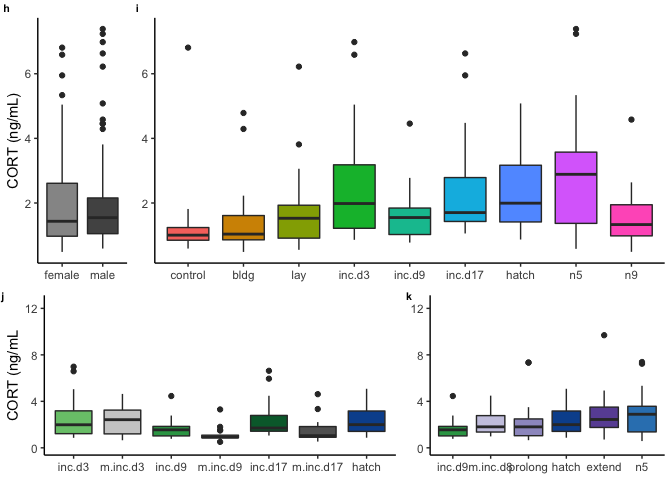 h
i
CORT (ng/mL)
6
4
2
female male
6
4
2
control bldg lay inc.d3 inc.d9 inc.d17 hatch n5 n9
j
k
CORT (ng/mL
12
8
4
0
inc.d3 m.inc.d3 inc.d9 m.inc.d9 inc.d17 m.inc.d17 hatch
12
8
4
0
inc.d9 m.inc.d8 prolong hatch extend n5